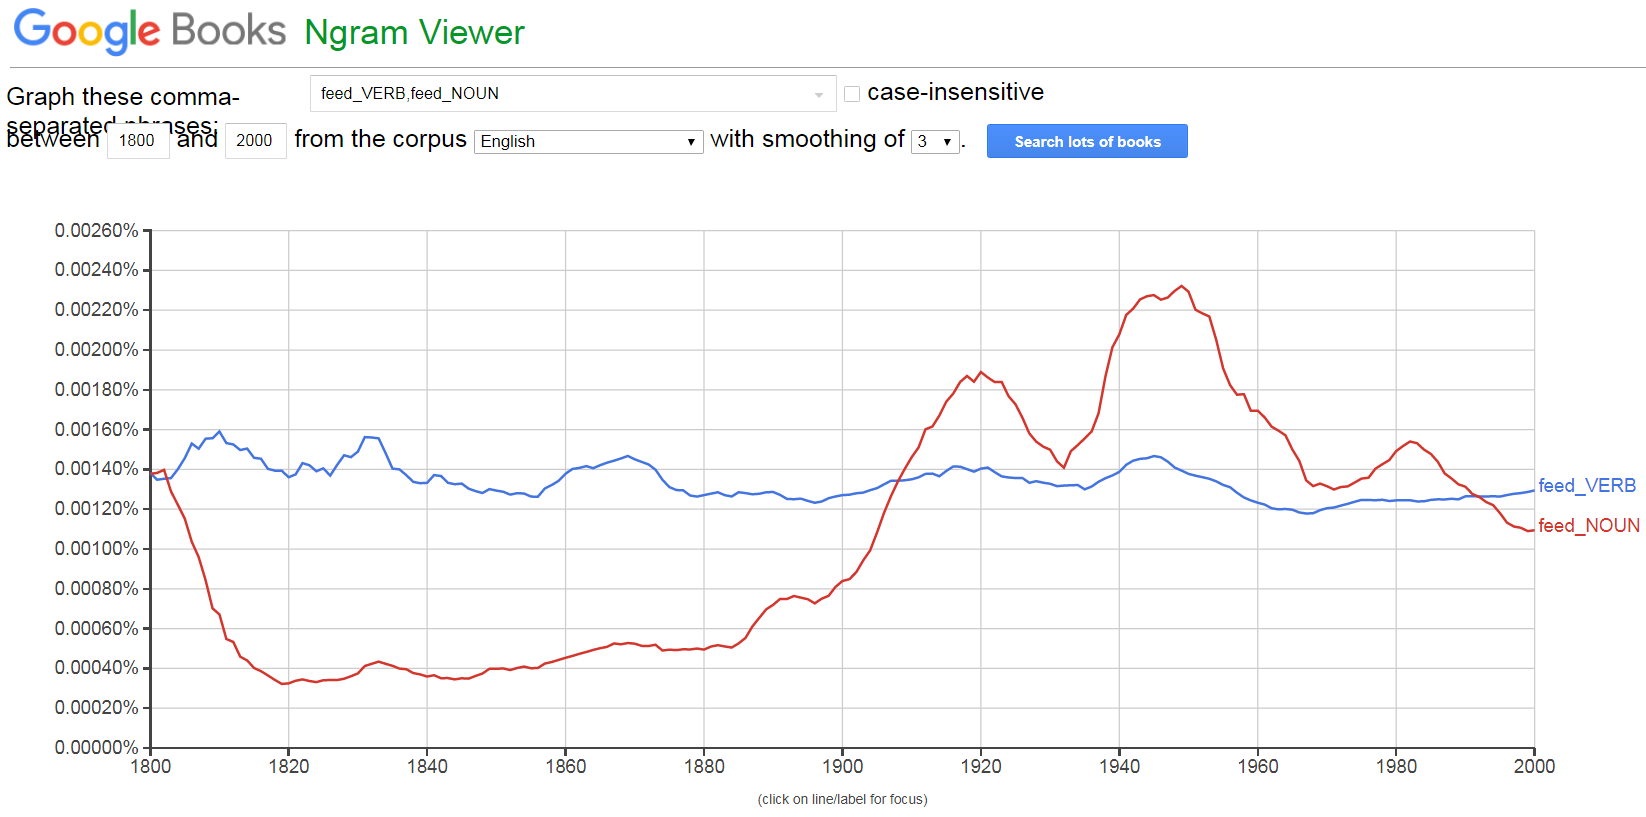 Google Books Ngram Viewer
Graph these comma-
separated phrases:
feed_VERB,feed_NOUN
case-insensitive
between 1800 and 2000 from the corpus English with smoothing of 3 .
Search lots of books
0.00260%
0.00240%
0.00220%
0.00200%
0.00180%
0.00160%
0.00140%
0.00120%
0.00100%
0.00080%
0.00060%
0.00040%
0.00020%
0.00000%
feed_VERB
feed_NOUN
1800 1820 1840 1860 1880 1900 1920 1940 1960 1980 2000
(click on line/label for focus)